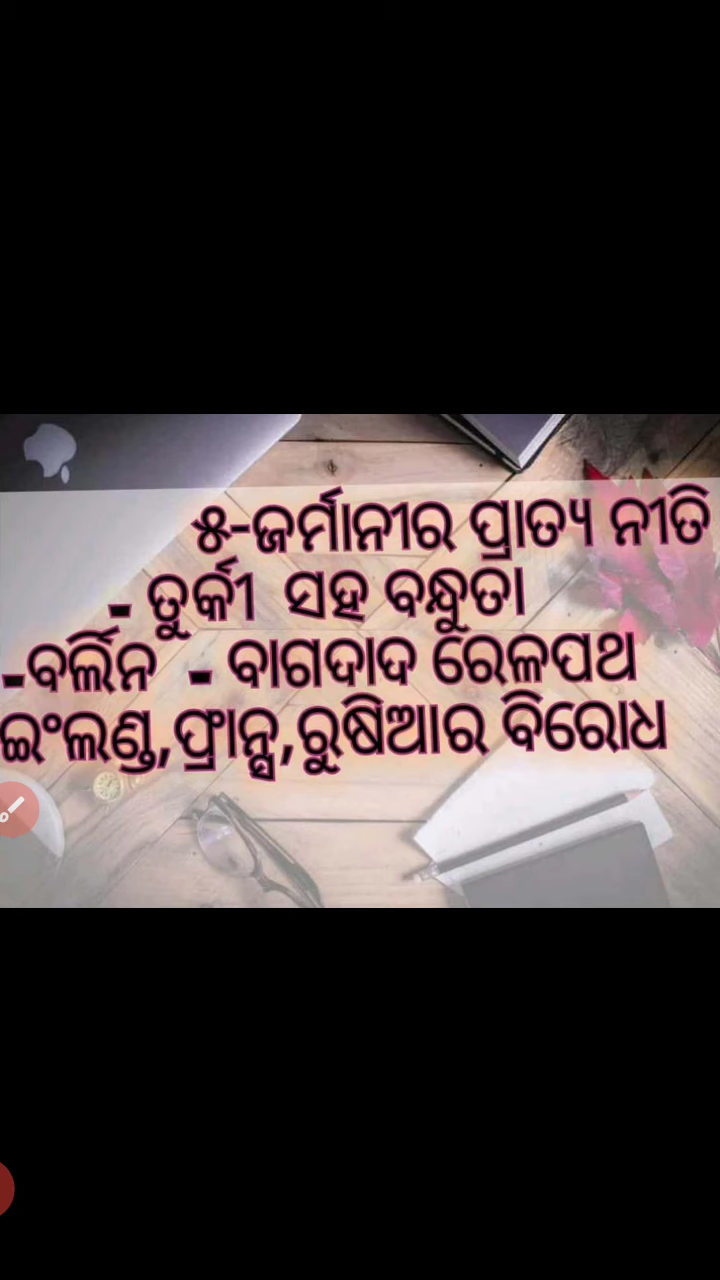 ୫-ଜର୍ମାନୀର ପ୍ରାତ୍ୟ ନୀତି
- ତୁର୍କୀ ସହ ବନ୍ଧୁତା
-ବର୍ଲିନ - ବାଗଦାଦ ରେଳପଥ
ଇଂଲଣ୍ଡ,ଫ୍ରାନ୍ସ,ରୁଷିଆର ବିରୋଧ